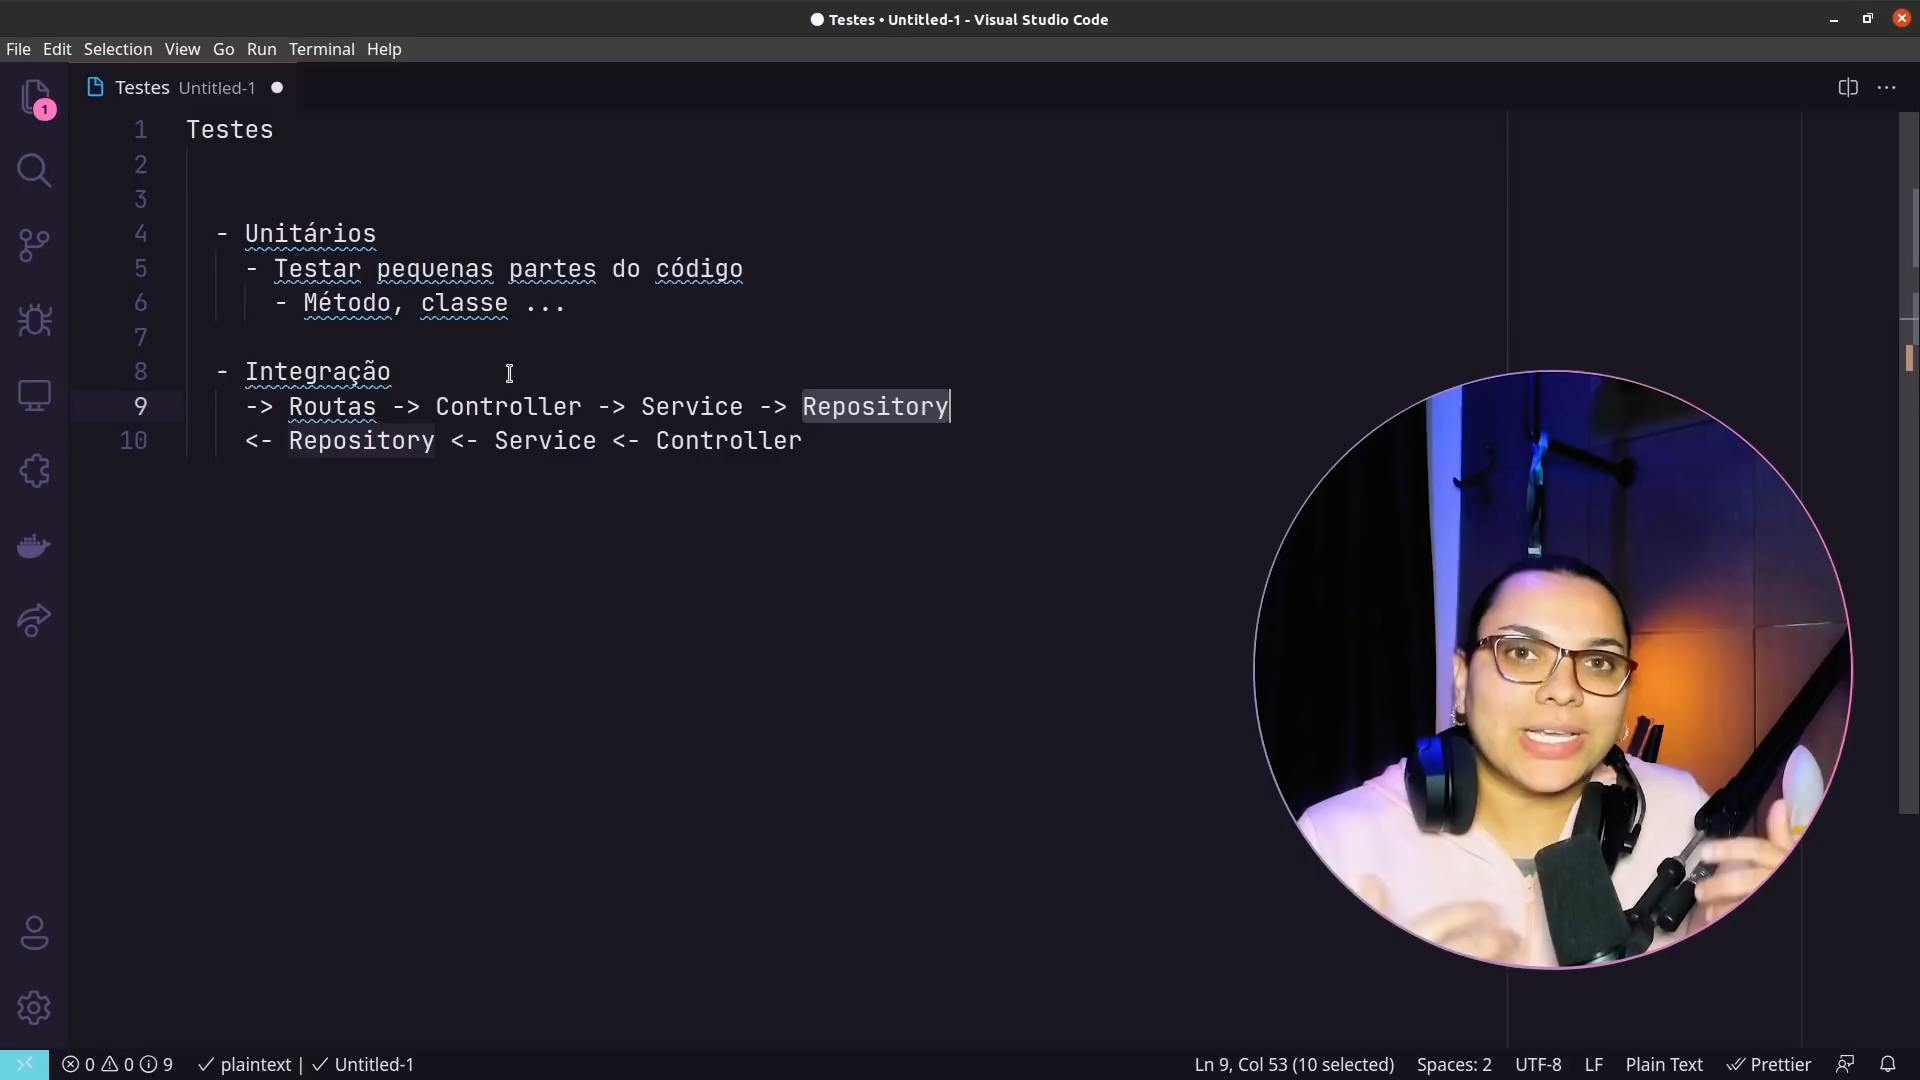 Testes • Untitled-1 - Visual Studio Code
File Edit Selection View Go Run Terminal Help
Testes Untitled-1
1
1 Testes
2
3
4 - Unitários
5 - Testar pequenas partes do código
6 - Método, classe ...
7
8 - Integração
9 -> Routas -> Controller -> Service -> Repository
10 <- Repository <- Service <- Controller
0 0 9 plaintext | Untitled-1 Ln 9, Col 53 (10 selected) Spaces: 2 UTF-8 LF Plain Text Prettier